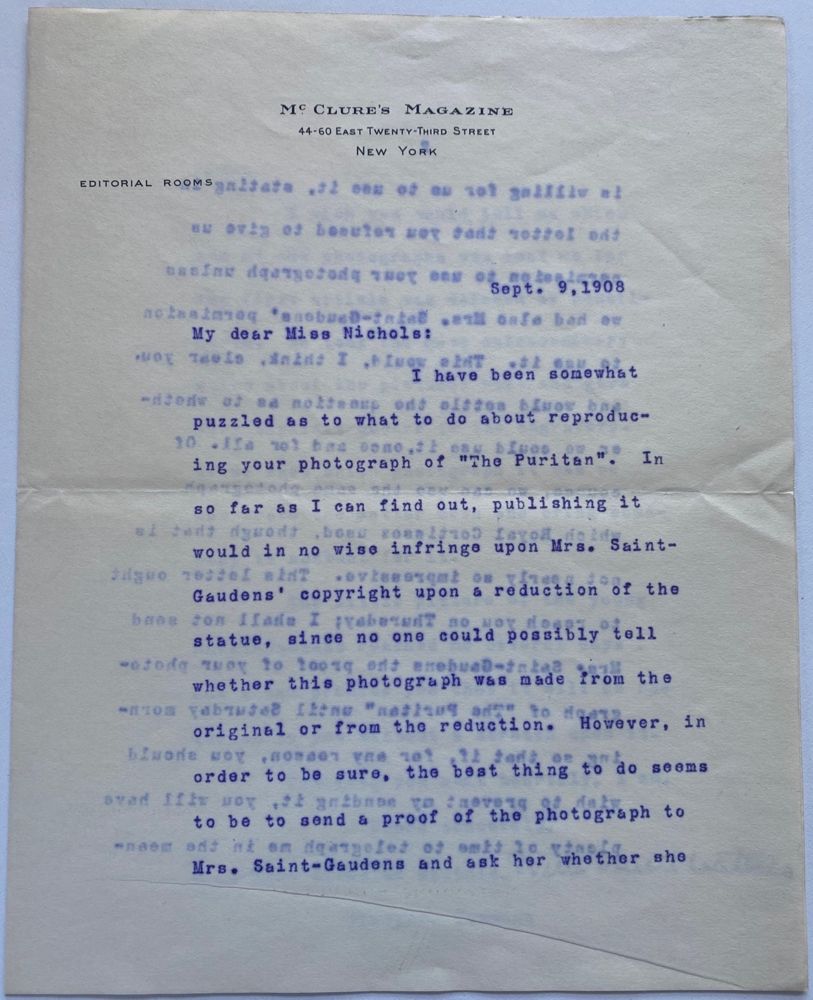 Mc CLURE'S MAGAZINE
44-60 EAST TWENTY-THIRD STREET
NEW YORK
EDITORIAL ROOMS
Sept. 9,1908
My dear Miss Nichols:
I have been somewhat
puzzled as to what to do about reproduc-
ing your photograph of "The Puritan". In
so far as I can find out, publishing it
would in no wise infringe upon Mrs. Saint-
Gaudens' copyright upon a reduction of the
statue, since no one could possibly tell
whether this photograph was made from the
original or from the reduction. However, in
order to be sure, the best thing to do seems
to be to send a proof of the photograph to
Mrs. Saint-Gaudens and ask her whether she